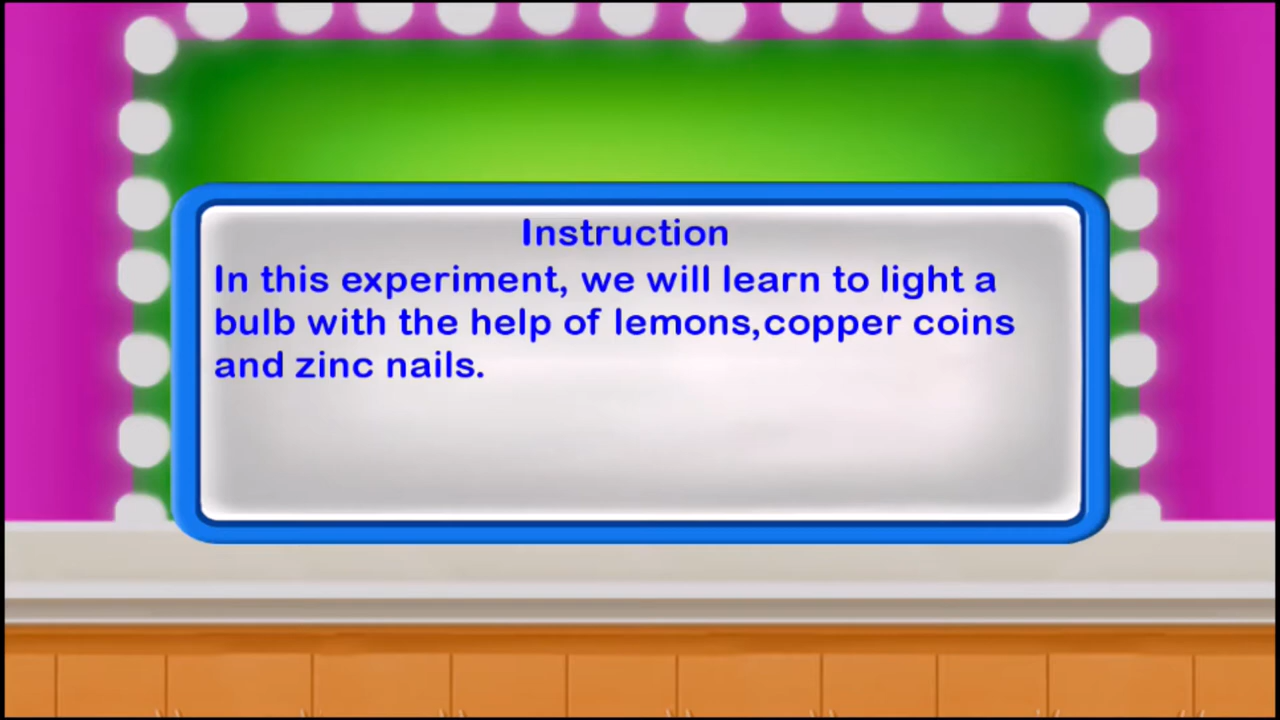 Instruction
In this experiment, we will learn to light a
bulb with the help of lemons,copper coins
and zinc nails.